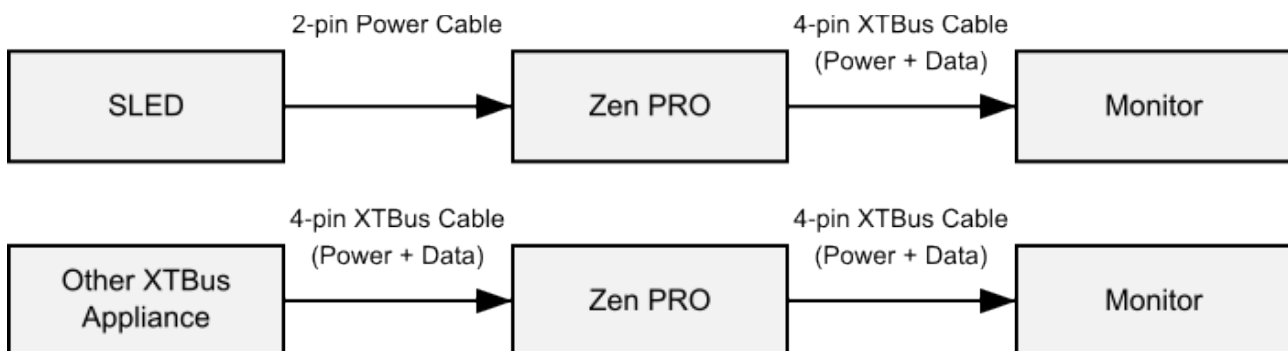 2-pin Power Cable
4-pin XTBus Cable
(Power + Data)
SLED
Zen PRO
Monitor
4-pin XTBus Cable
(Power + Data)
4-pin XTBus Cable
(Power + Data)
Other XTBus
Appliance
Zen PRO
Monitor